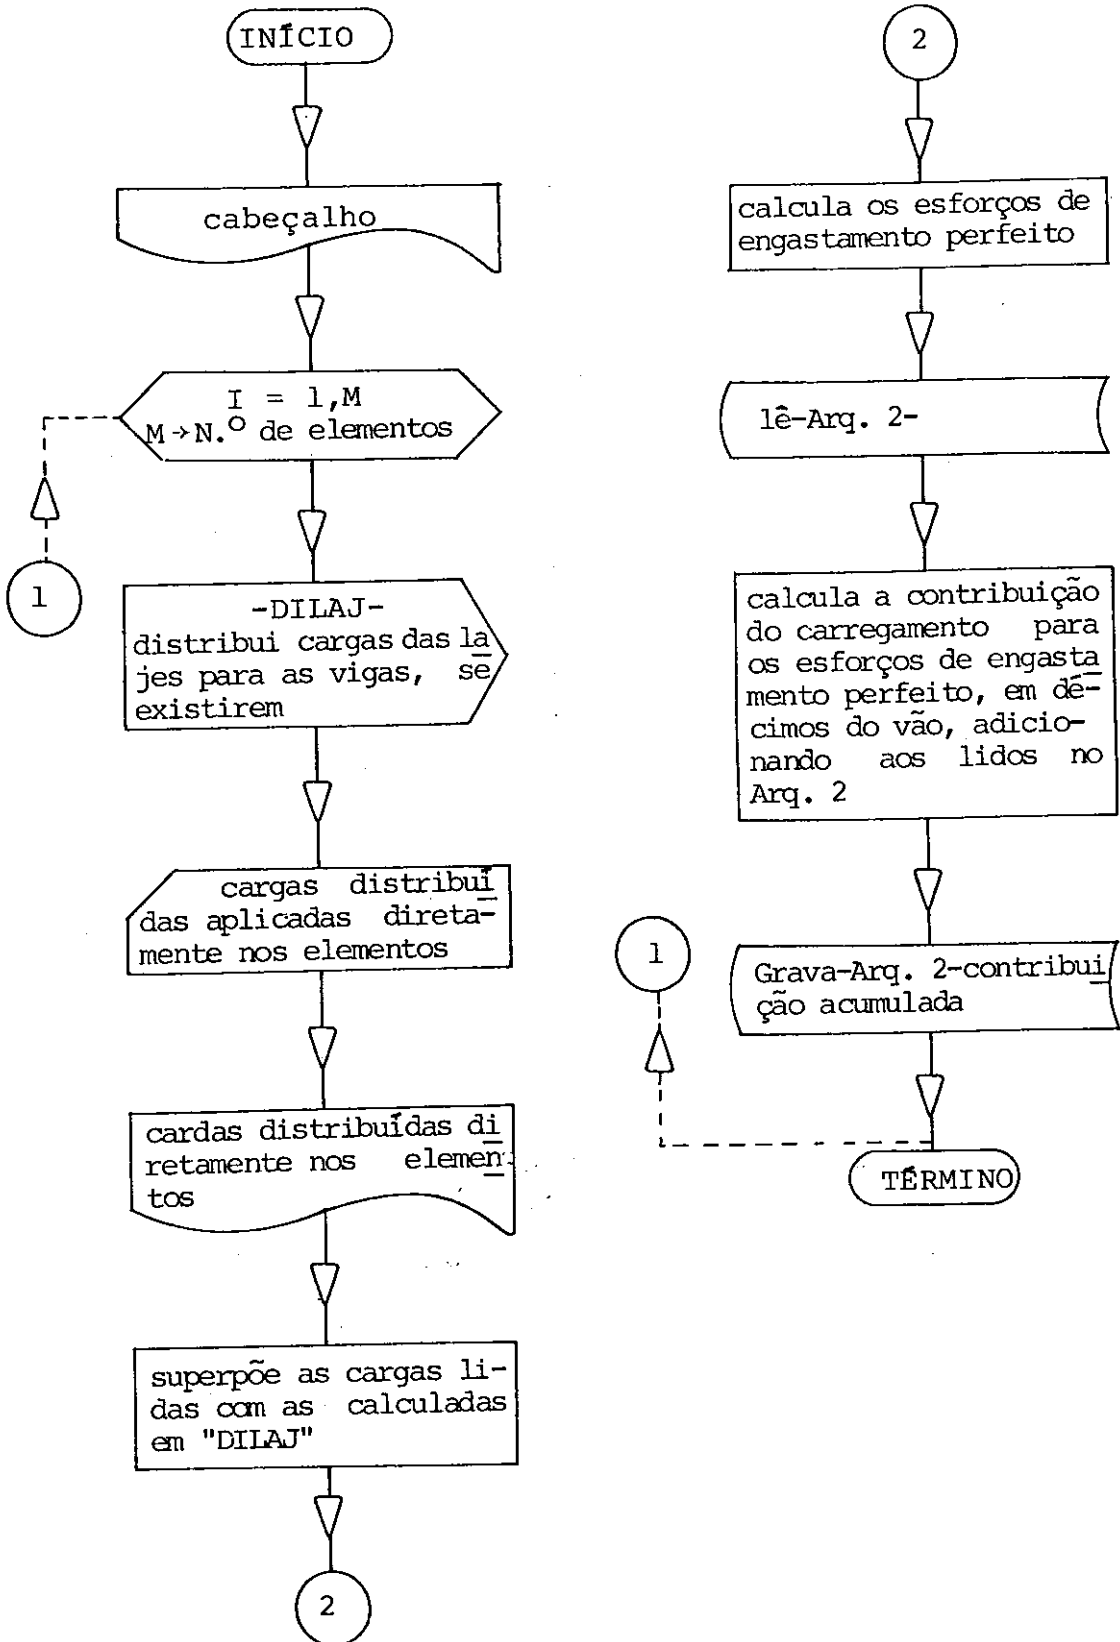 INÍCIO
cabeçalho
I = 1,M
M→N.º de elementos
1
-DILAJ-
distribui cargas das la
jes para as vigas, se
existirem
cargas distribuí
das aplicadas direta-
mente nos elementos
cardas distribuídas di
retamente nos elemen
tos
superpõe as cargas li-
das com as calculadas
em "DILAJ"
2
2
calcula os esforços de
engastamento perfeito
lê-Arq. 2-
calcula a contribuição
do carregamento para
os esforços de engasta
mento perfeito, em dé-
cimos do vão, adicio-
nando aos lidos no
Arq. 2
1
Grava-Arq. 2-contribui
ção acumulada
TÉRMINO